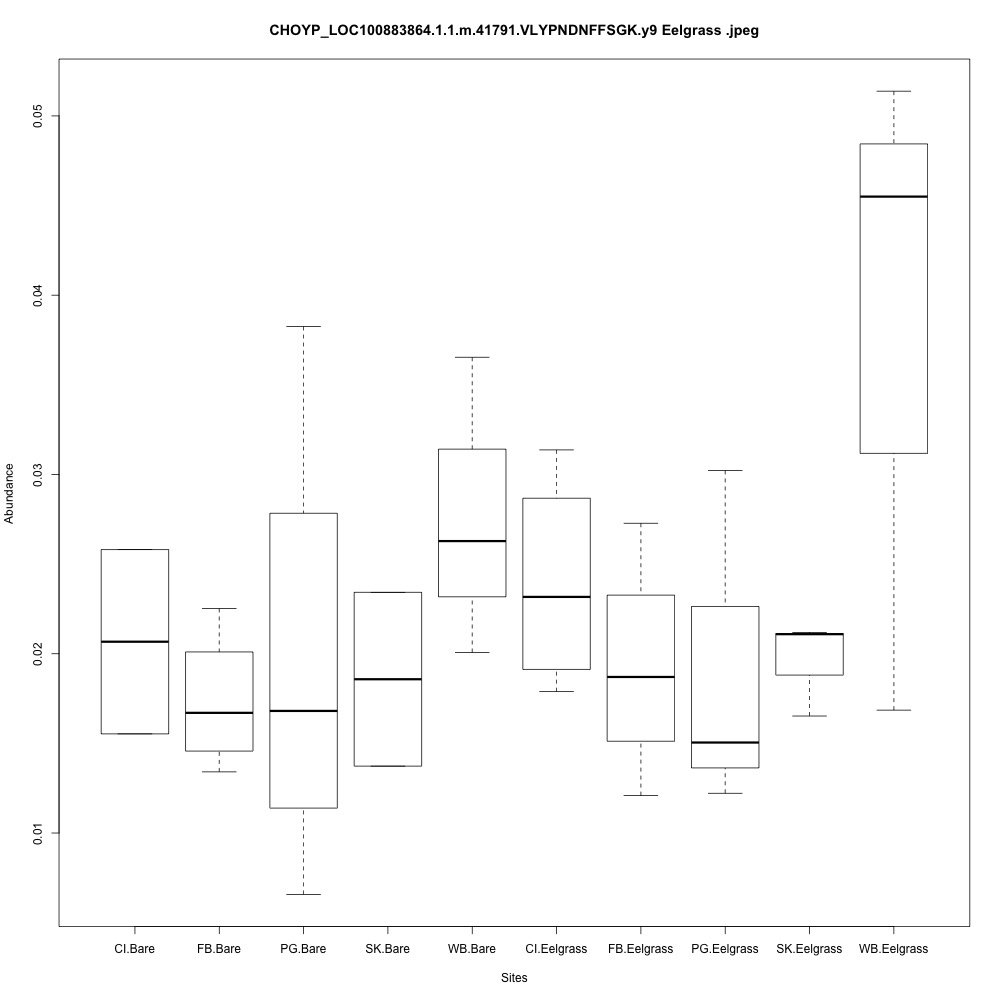 CHOYP_LOC100883864.1.1.m.41791.VLYPNDNFFSGK.y9 Eelgrass .jpeg
0.05
0.04
0.03
0.02
0.01
Abundance
CI.Bare FB.Bare PG.Bare SK.Bare WB.Bare CI.Eelgrass FB.Eelgrass PG.Eelgrass SK.Eelgrass WB.Eelgrass
Sites